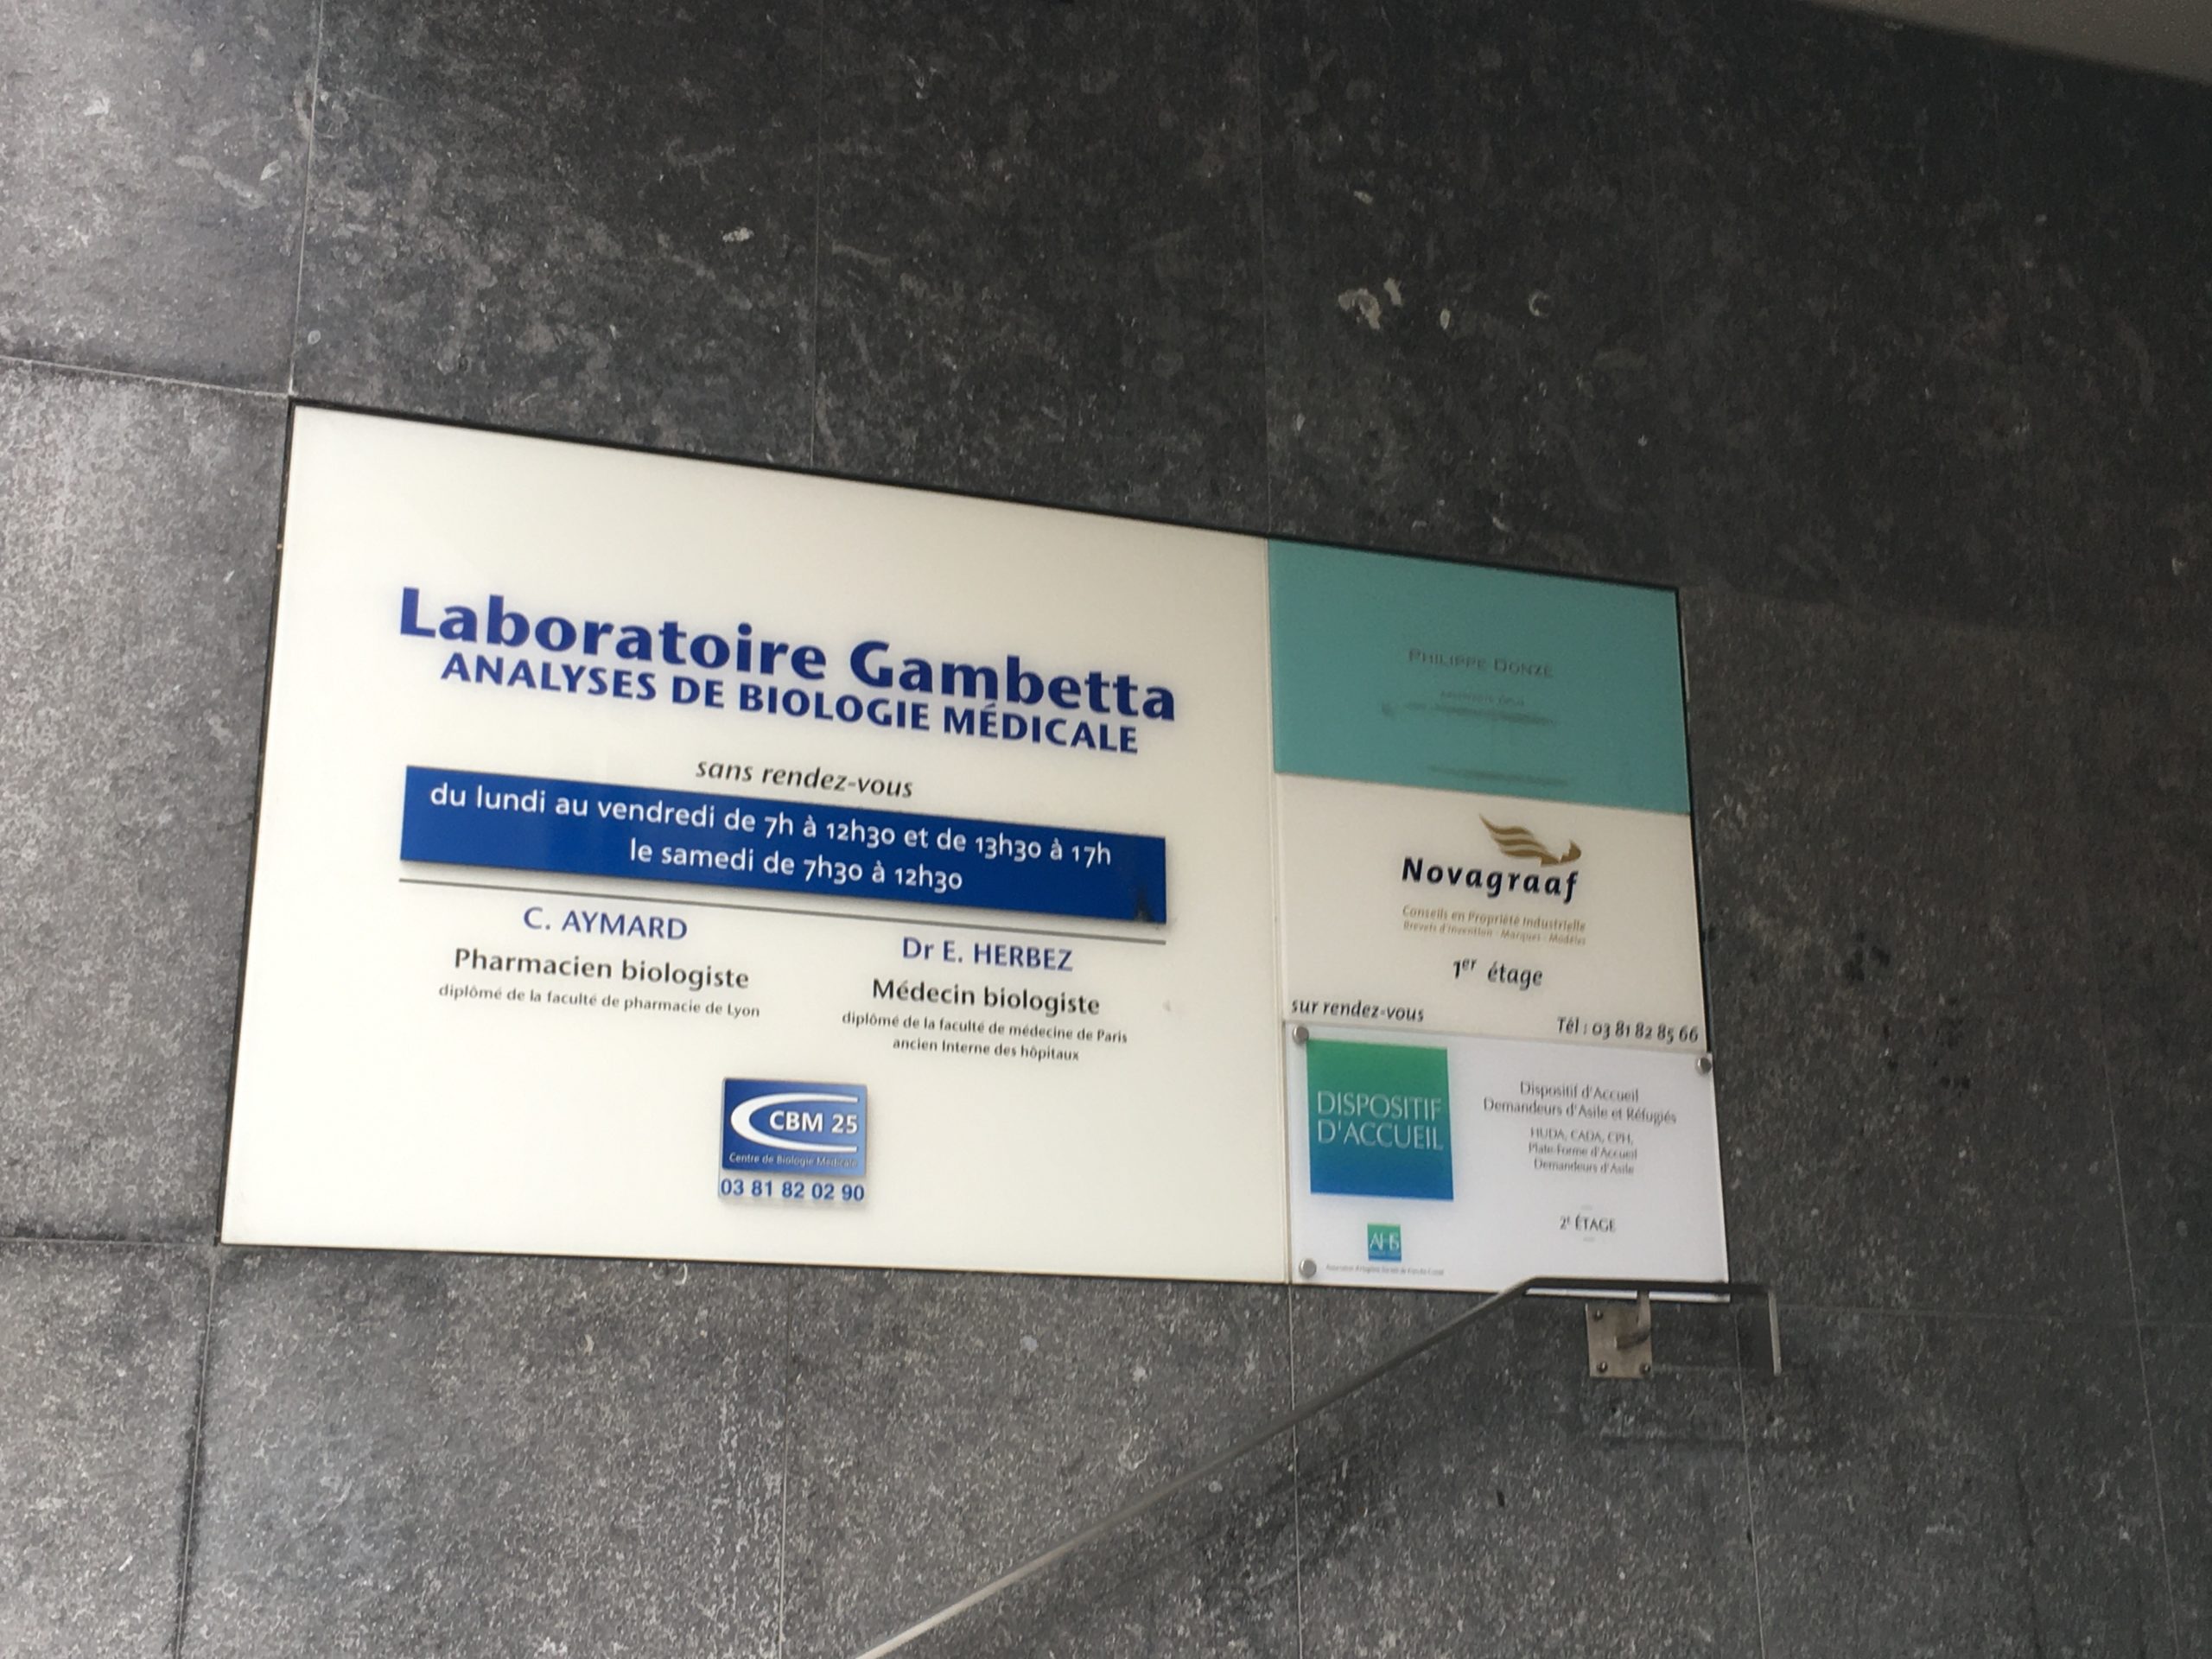 Laboratoire Gambetta
ANALYSES DE BIOLOGIE MÉDICALE
sans rendez-vous
du lundi au vendredi de 7h à 12h30 et de 13h30 à 17h
le samedi de 7h30 à 12h30
C. AYMARD
Pharmacien biologiste
diplômé de la faculté de pharmacie de Lyon
Dr E. HERBEZ
Médecin biologiste
diplômé de la faculté de médecine de Paris
ancien Interne des hôpitaux
CBM 25
Centre de Biologie Médicale
03 81 82 02 90
PHILIPPE DONZÉ
Novagraaf
Conseils en Propriété Industrielle
Brevets d'invention - Marques - Modèles
1er étage
sur rendez-vous
Tél : 03 81 82 85 66
DISPOSITIF
D'ACCUEIL
Dispositif d'Accueil
Demandeurs d'Asile et Réfugiés
HUDA, CADA, CPH,
Plate-Forme d'Accueil
Demandeurs d'Asile
2e ÉTAGE
AHS